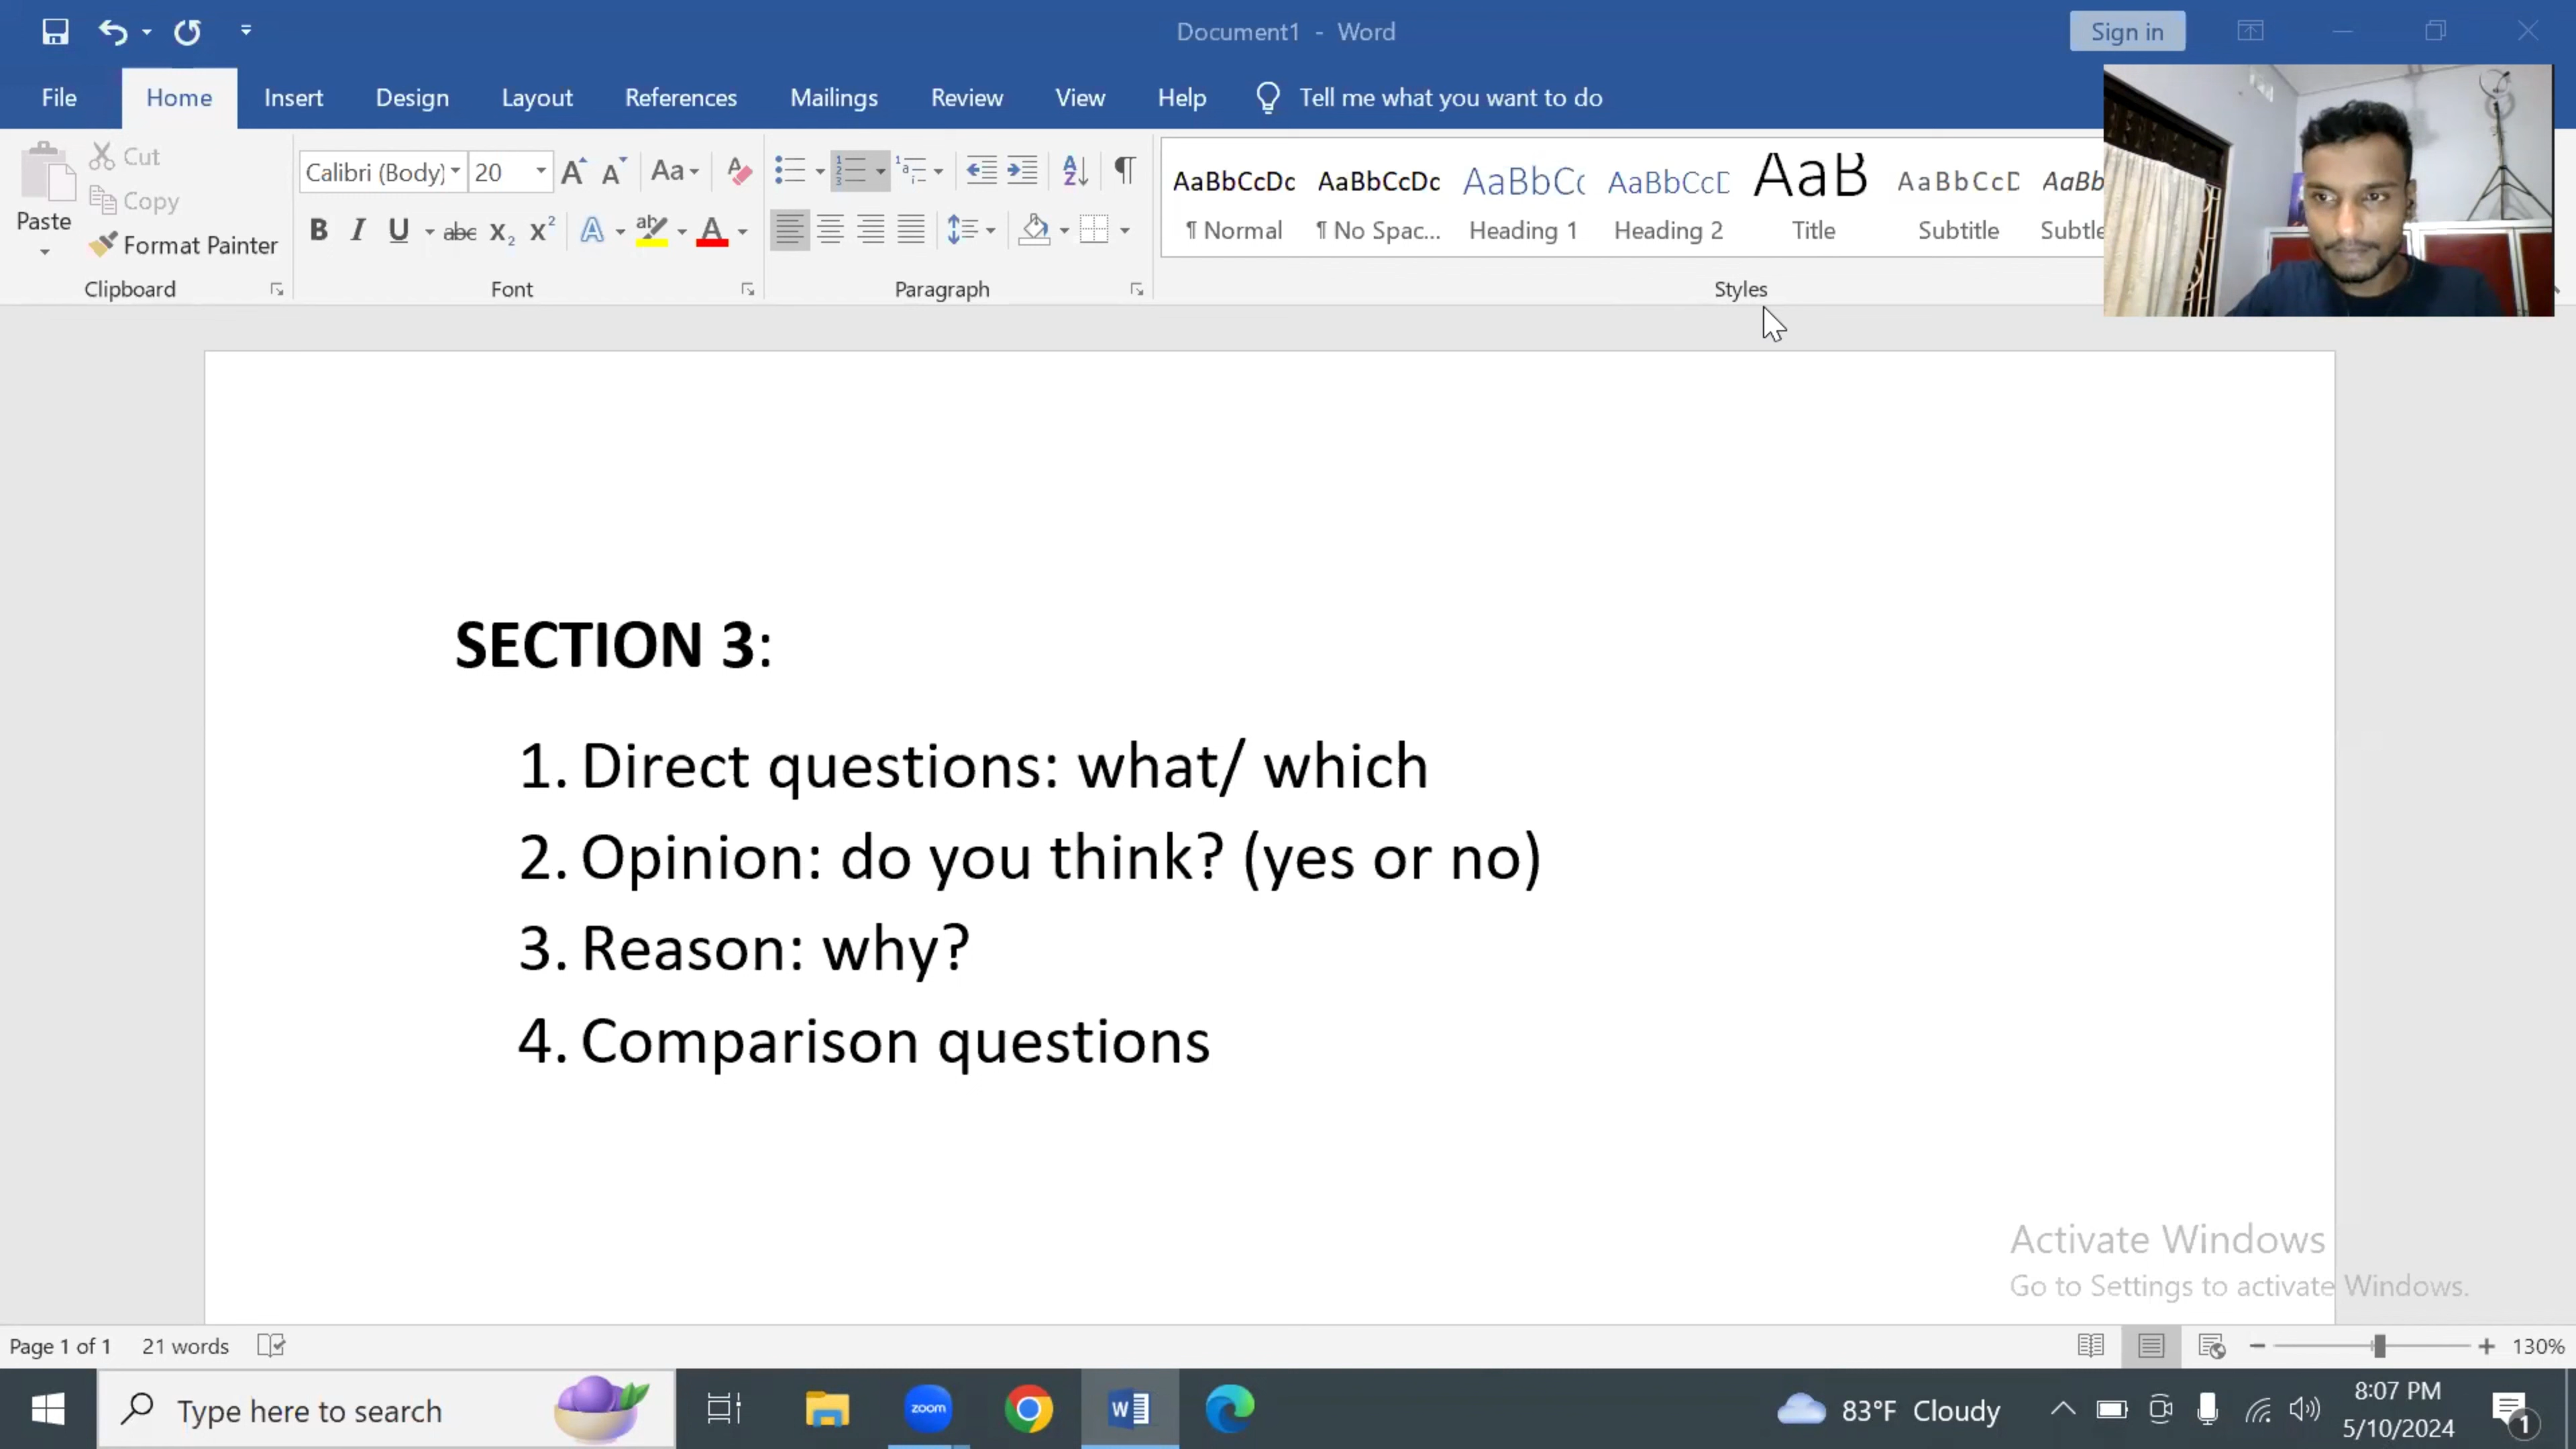 Document1 - Word
Sign in
File Home Insert Design Layout References Mailings Review View Help Tell me what you want to do
Paste
Cut
Copy
Format Painter
Clipboard
Calibri (Body) 20
Font
Paragraph
AaBbCcDc AaBbCcDc AaBbCc AaBbCcD AaB AaBbCcD AaBb
¶ Normal ¶ No Spac... Heading 1 Heading 2 Title Subtitle Subtle
Styles
SECTION 3:
1. Direct questions: what/ which
2. Opinion: do you think? (yes or no)
3. Reason: why?
4. Comparison questions
Activate Windows
Go to Settings to activate Windows.
Page 1 of 1 21 words
130%
Type here to search
zoom
83°F Cloudy
8:07 PM
5/10/2024
1